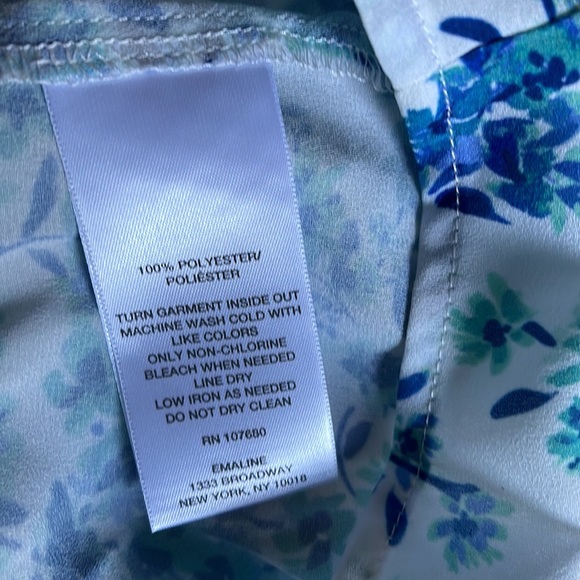 100% POLYESTER/
POLIÉSTER
TURN GARMENT INSIDE OUT
MACHINE WASH COLD WITH
LIKE COLORS
ONLY NON-CHLORINE
BLEACH WHEN NEEDED
LINE DRY
LOW IRON AS NEEDED
DO NOT DRY CLEAN
RN 107680
EMALINE
1333 BROADWAY
NEW YORK, NY 10018